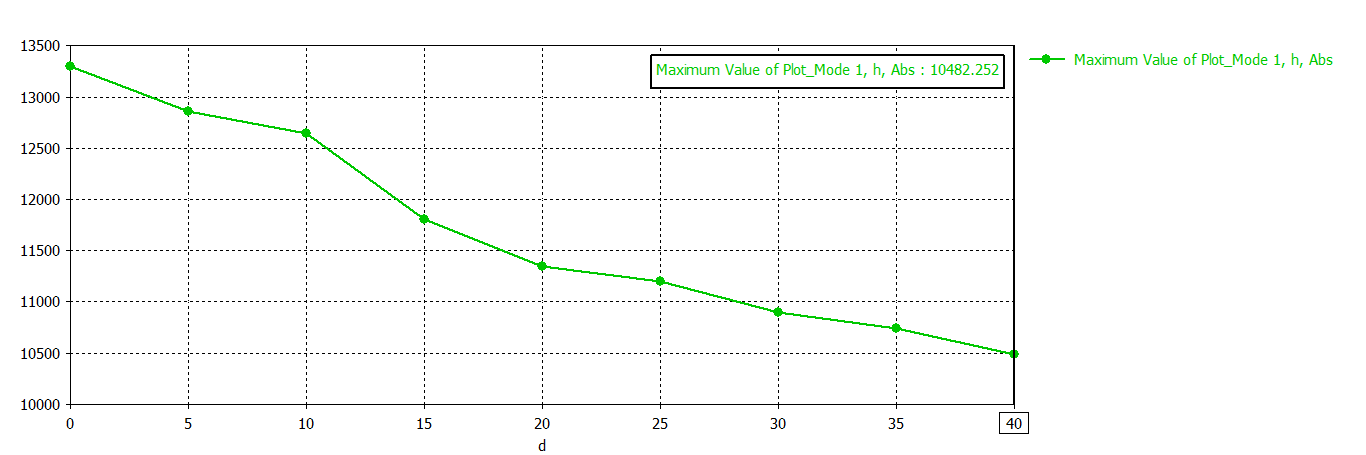 13500
13000
12500
12000
11500
11000
10500
10000
Maximum Value of Plot_Mode 1, h, Abs : 10482.252
Maximum Value of Plot_Mode 1, h, Abs
0 5 10 15 20 25 30 35 40
d